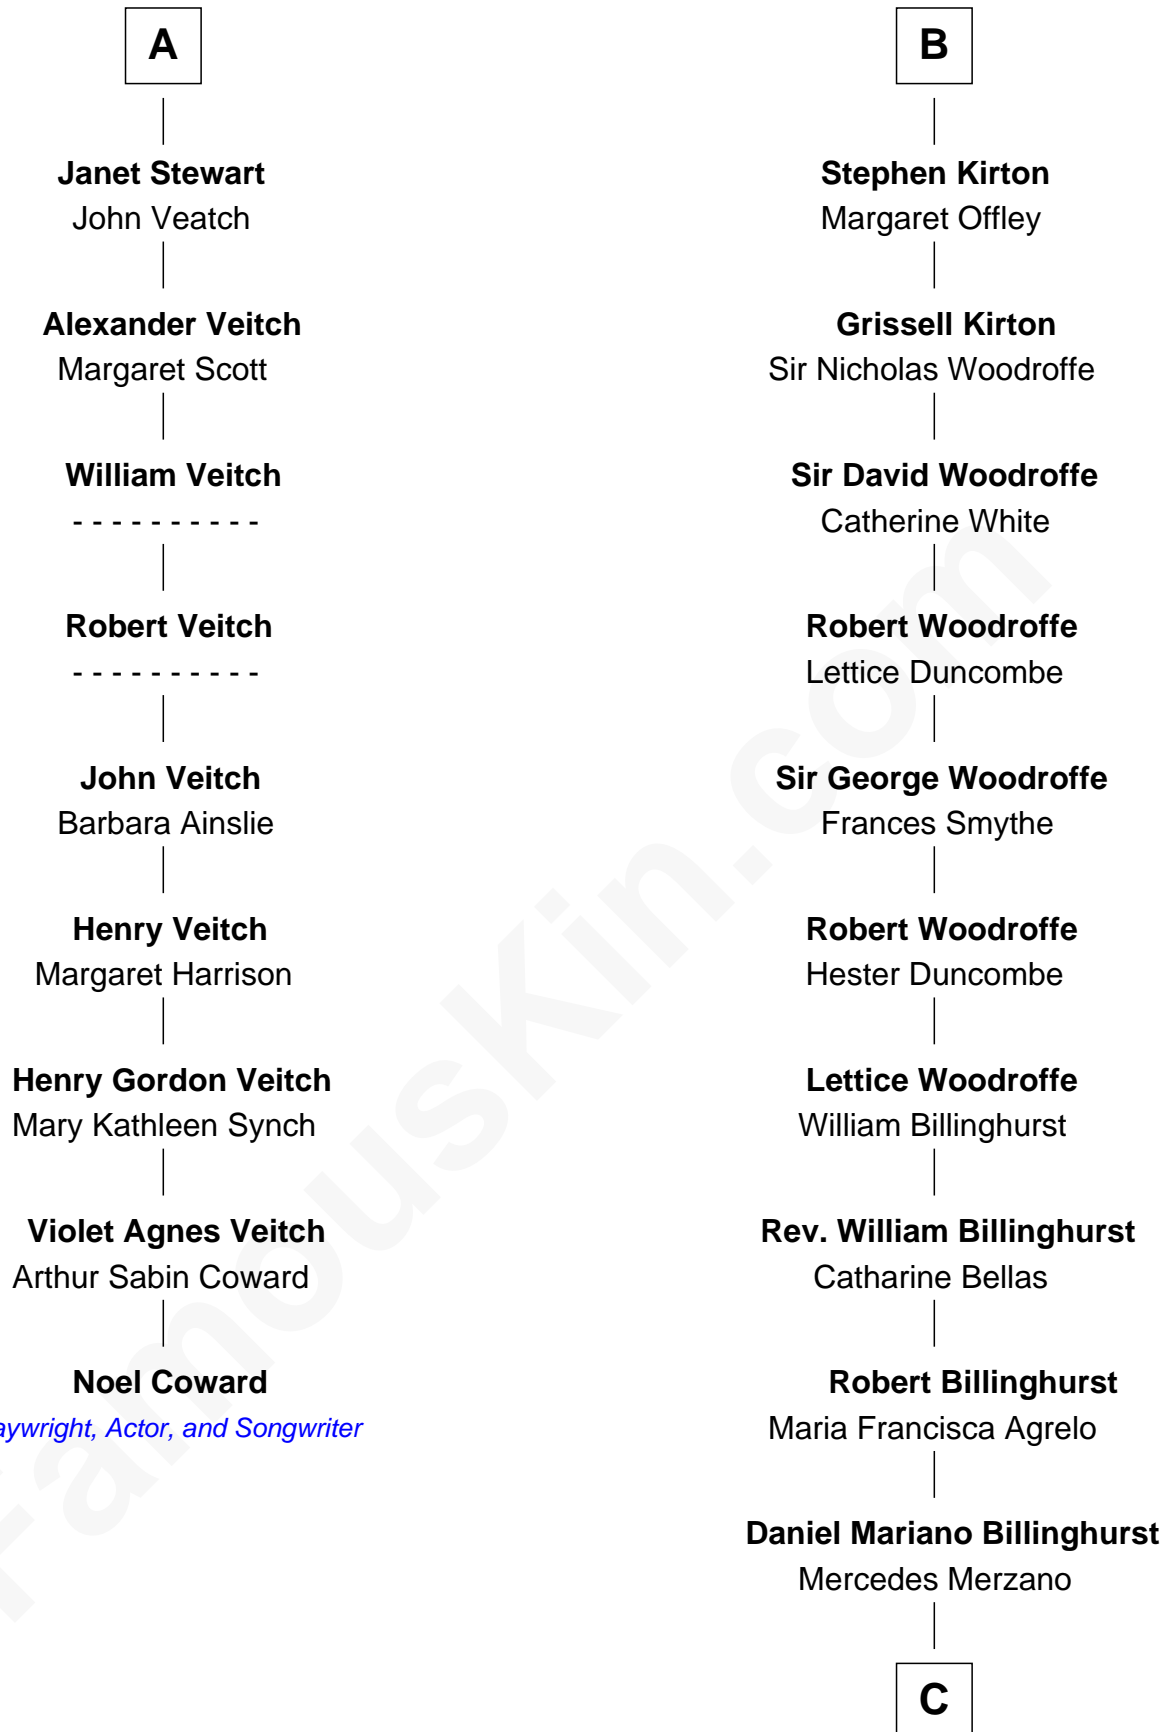 A
Janet Stewart
John Veatch
Alexander Veitch
Margaret Scott
William Veitch
- - - - - - - - - -
Robert Veitch
- - - - - - - - - -
John Veitch
Barbara Ainslie
Henry Veitch
Margaret Harrison
Henry Gordon Veitch
Mary Kathleen Synch
Violet Agnes Veitch
Arthur Sabin Coward
Noel Coward
aywright, Actor, and Songwriter
B
Stephen Kirton
Margaret Offley
Grissell Kirton
Sir Nicholas Woodroffe
Sir David Woodroffe
Catherine White
Robert Woodroffe
Lettice Duncombe
Sir George Woodroffe
Frances Smythe
Robert Woodroffe
Hester Duncombe
Lettice Woodroffe
William Billinghurst
Rev. William Billinghurst
Catharine Bellas
Robert Billinghurst
Maria Francisca Agrelo
Daniel Mariano Billinghurst
Mercedes Merzano
C
FamousKin.com